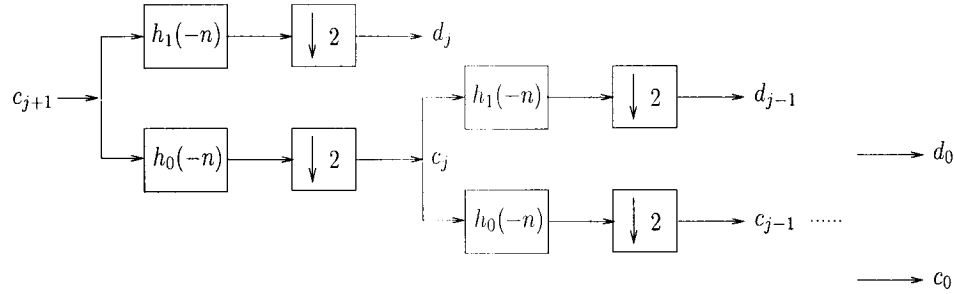 h_1(-n) ↓ 2 d_j
c_{j+1} h_1(-n) ↓ 2 d_{j-1}
h_0(-n) ↓ 2 c_j d_0
h_0(-n) ↓ 2 c_{j-1} ......
c_0